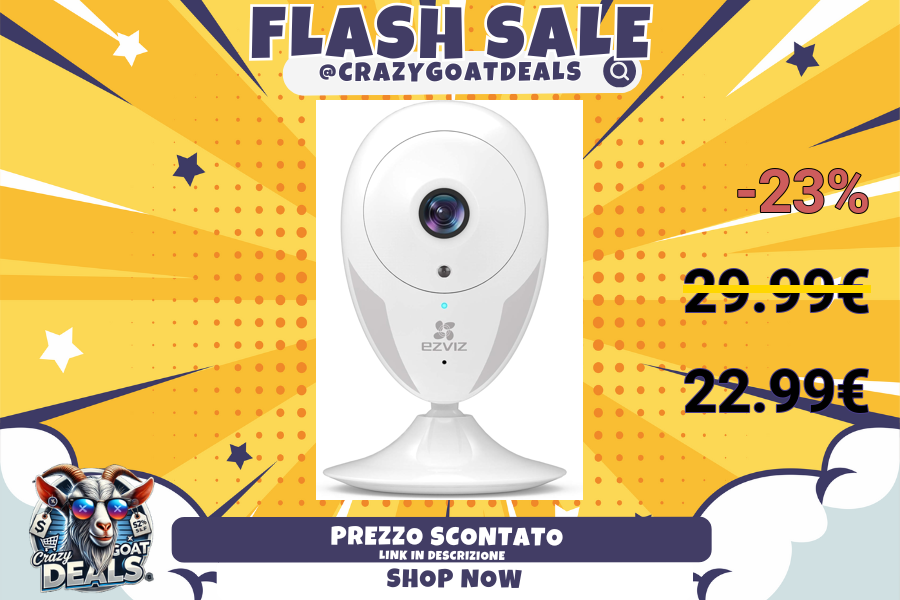 FLASH SALE
@CRAZYGOATDEALS
-23%
29.99€
22.99€
ezviz
PREZZO SCONTATO
LINK IN DESCRIZIONE
SHOP NOW
$
52%
Crazy
GOAT
DEALS